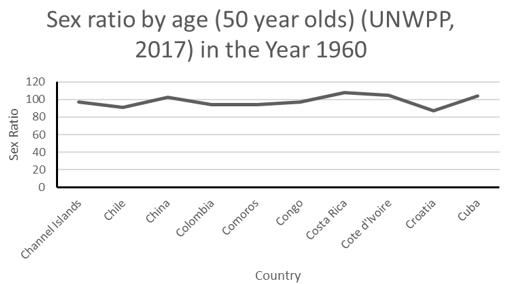 Sex ratio by age (50 year olds) (UNWPP,
2017) in the Year 1960
120
100
80
60
40
20
0
Sex Ratio
Channel Islands
Chile
China
Colombia
Comoros
Congo
Costa Rica
Cote d'Ivoire
Croatia
Cuba
Country